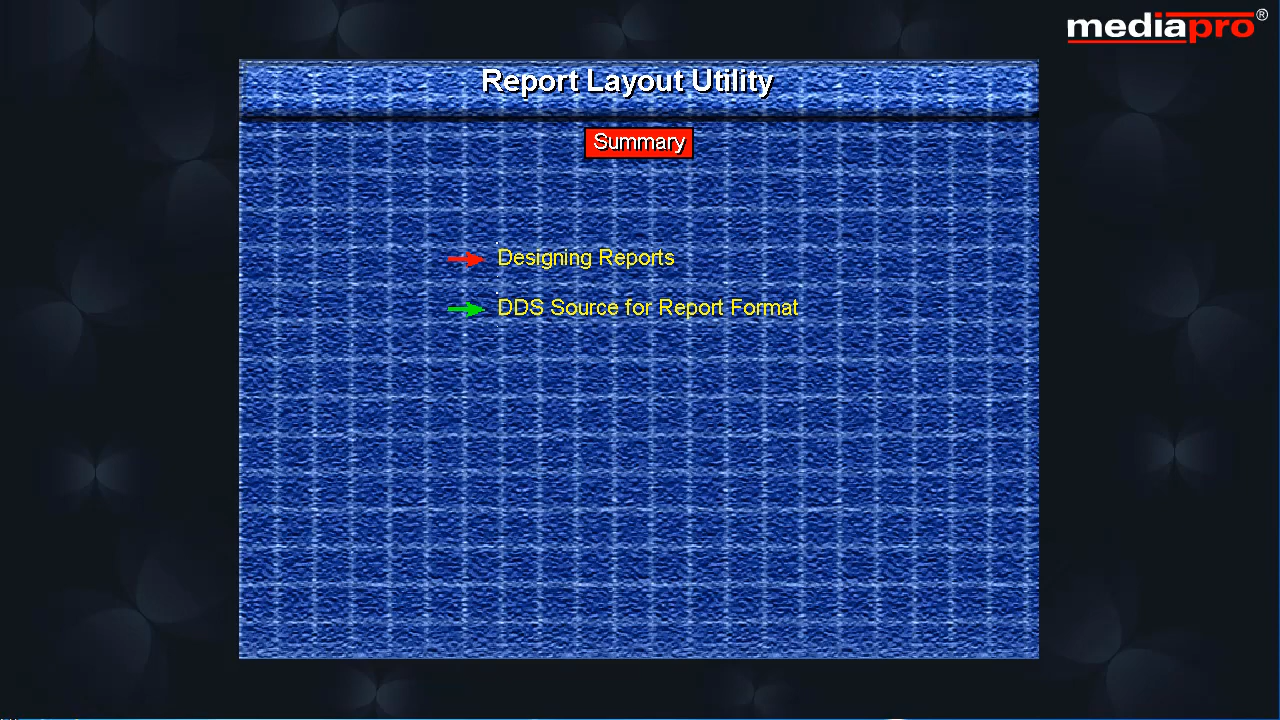 mediapro®
Report Layout Utility
Summary
Designing Reports
DDS Source for Report Format